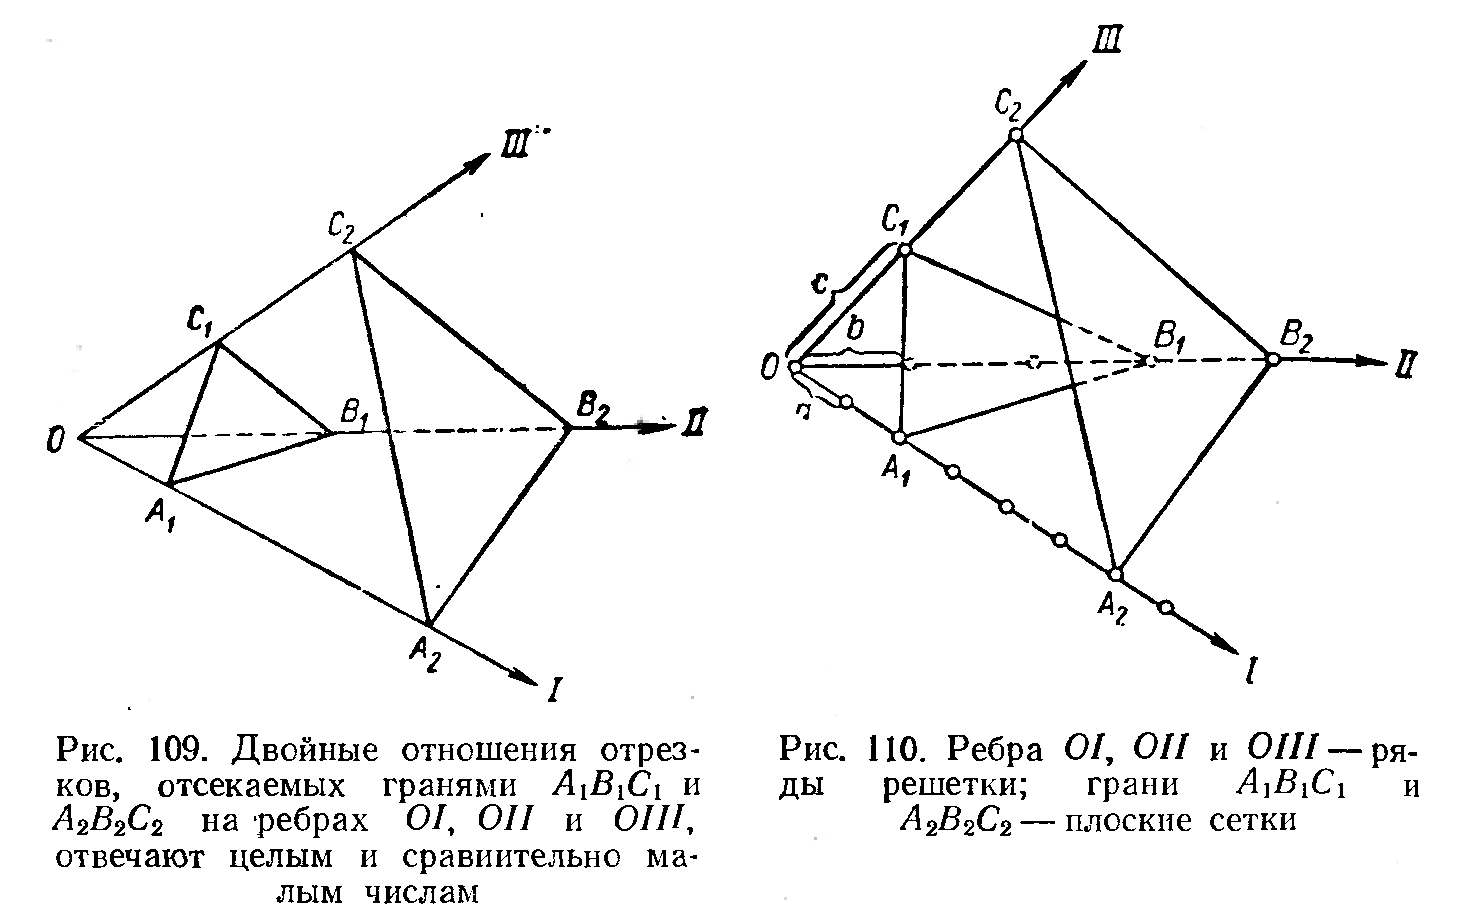 III
C₂
C₁
O
B₁
B₂
II
A₁
A₂
I
Рис. 109. Двойные отношения отрез-
ков, отсекаемых гранями A₁B₁C₁ и
A₂B₂C₂ на ребрах OI, OII и OIII,
отвечают целым и сравнительно ма-
лым числам
III
C₂
C₁
c
b
O
B₁
B₂
II
a
A₁
A₂
I
Рис. 110. Ребра OI, OII и OIII — ря-
ды решетки; грани A₁B₁C₁ и
A₂B₂C₂ — плоские сетки